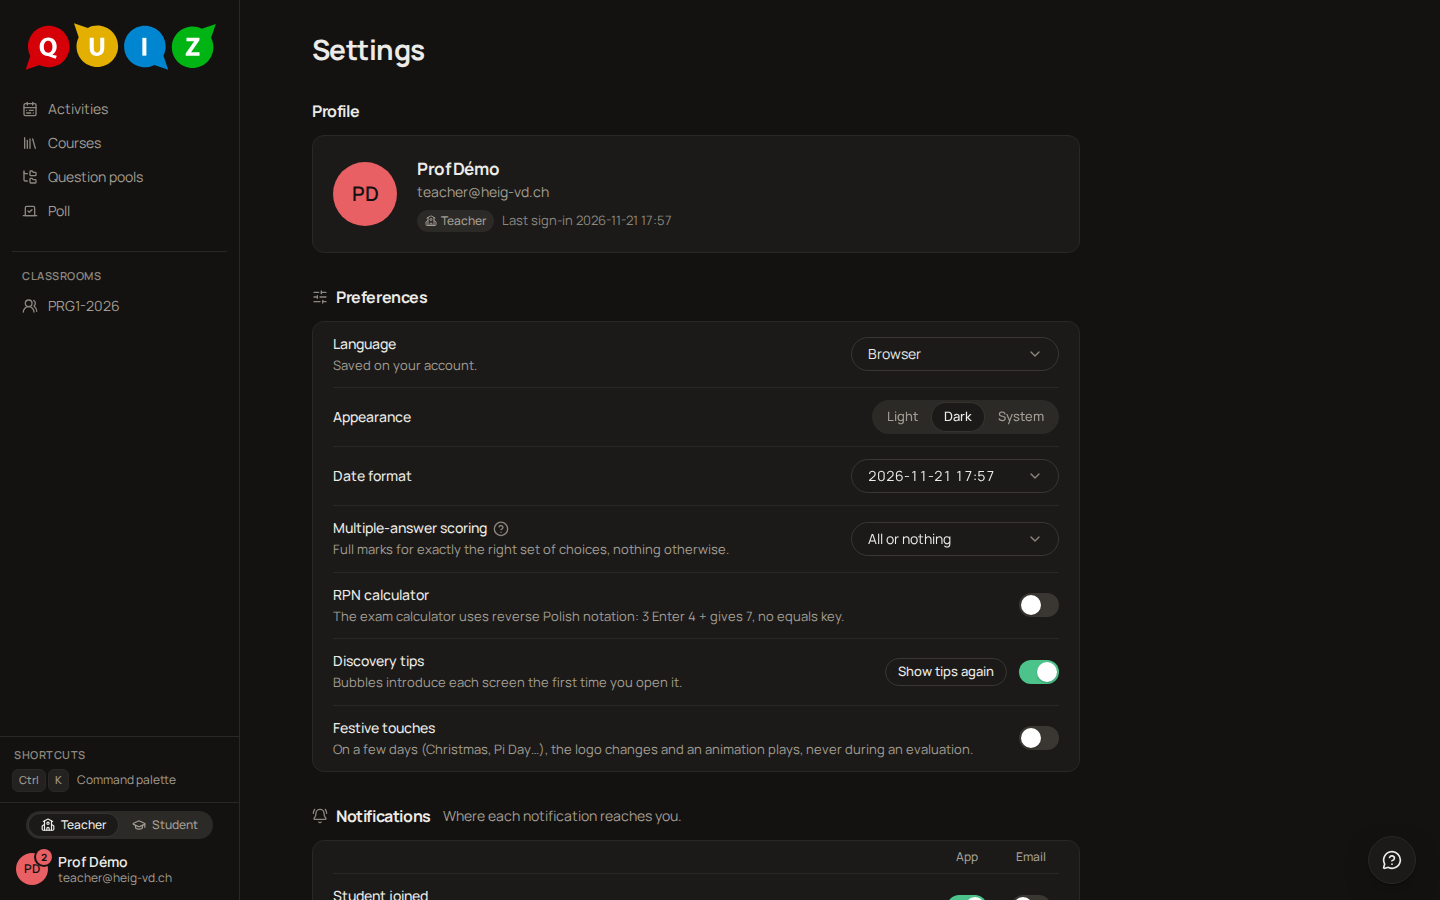 QUIZ
Activities
Courses
Question pools
Poll
CLASSROOMS
PRG1-2026
SHORTCUTS
Ctrl K Command palette
Teacher Student
PD 2 Prof Démo
teacher@heig-vd.ch
Settings
Profile
PD
Prof Démo
teacher@heig-vd.ch
Teacher Last sign-in 2026-11-21 17:57
Preferences
Language
Saved on your account.
Browser
Appearance
Light Dark System
Date format
2026-11-21 17:57
Multiple-answer scoring
Full marks for exactly the right set of choices, nothing otherwise.
All or nothing
RPN calculator
The exam calculator uses reverse Polish notation: 3 Enter 4 + gives 7, no equals key.
Discovery tips
Bubbles introduce each screen the first time you open it.
Show tips again
Festive touches
On a few days (Christmas, Pi Day…), the logo changes and an animation plays, never during an evaluation.
Notifications Where each notification reaches you.
App Email
Student joined